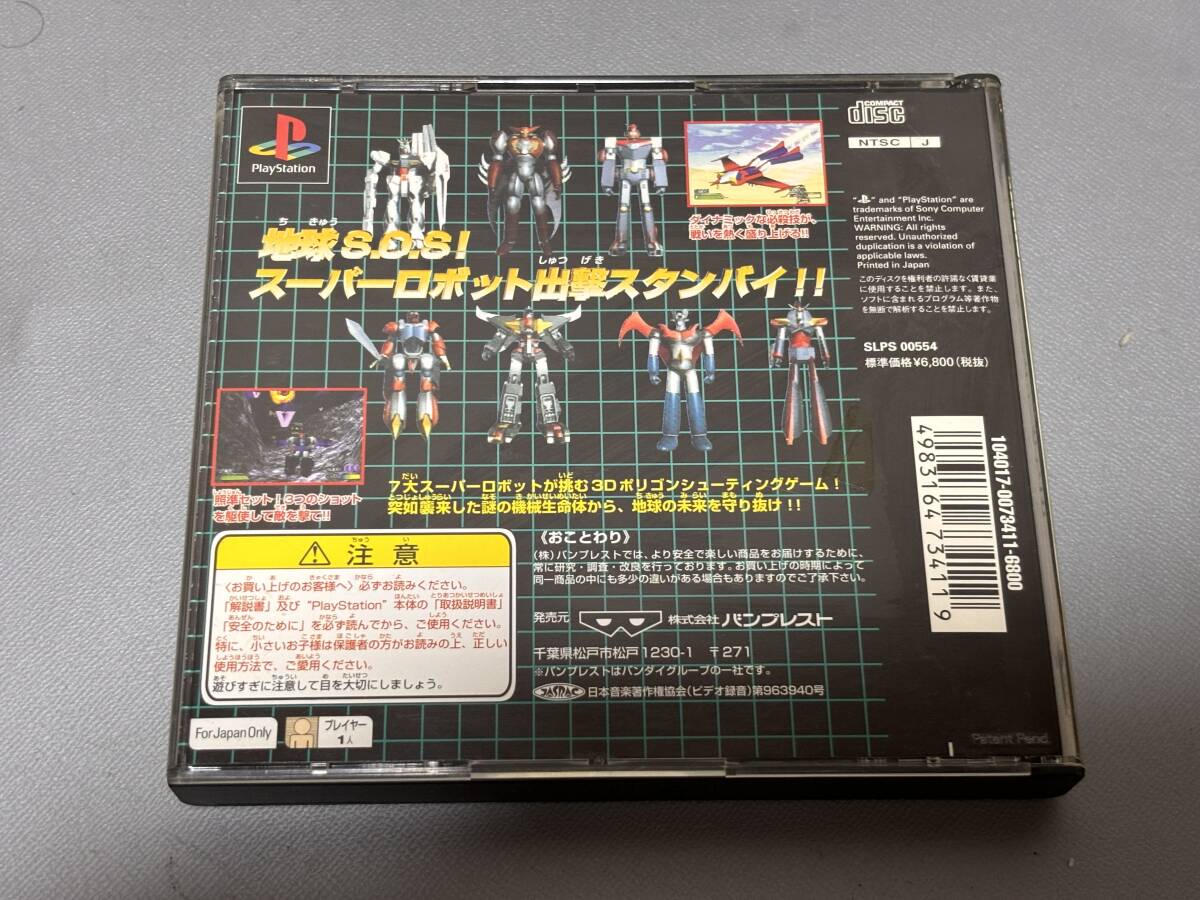 PlayStation
COMPACT
disc
NTSC J
ダイナミックな必殺技が、
戦いを熱く盛り上げる!!
"PS" and "PlayStation" are
trademarks of Sony Computer
Entertainment Inc.
WARNING: All rights
reserved. Unauthorized
duplication is a violation of
applicable laws.
Printed in Japan
このディスクを権利者の許諾なく賃貸業
に使用することを禁止します。また、
ソフトに含まれるプログラム等著作物
を無断で解析することを禁止します。
SLPS 00554
標準価格¥6,800(税抜)
地球S.O.S!
スーパーロボット出撃スタンバイ!!
照準セット!3つのショット
を駆使して敵を撃て!!
7大スーパーロボットが挑む3Dポリゴンシューティングゲーム!
突如襲来した謎の機械生命体から、地球の未来を守り抜け!!
104017-0073411-6800
4983164734119
注意
〈お買い上げのお客様へ〉必ずお読みください。
「解説書」及び "PlayStation" 本体の「取扱説明書」
「安全のために」を必ず読んでから、ご使用ください。
特に、小さいお子様は保護者の方がお読みの上、正しい
使用方法で、ご愛用ください。
遊びすぎに注意して目を大切にしましょう。
《おことわり》
(株)バンプレストでは、より安全で楽しい商品をお届けするために、
常に研究・調査・改良を行っております。お買い上げの時期によって
同一商品の中にも多少の違いがある場合もありますのでご了承下さい。
発売元 株式会社 バンプレスト
千葉県松戸市松戸1230-1 〒271
※バンプレストはバンダイグループの一社です。
JASRAC 日本音楽著作権協会(ビデオ録音)第963940号
For Japan Only
プレイヤー
1人
Patent Pend.